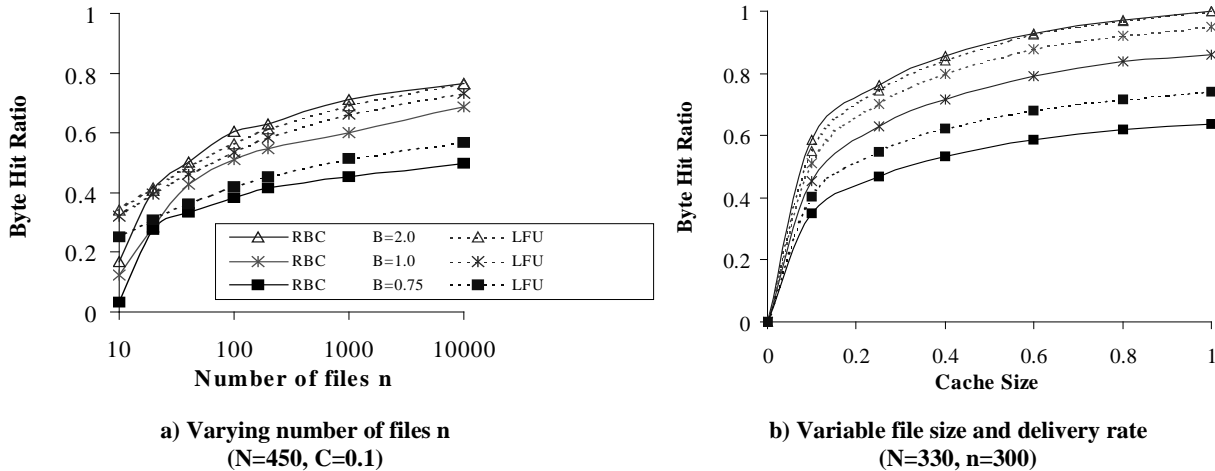 1
0.8
0.6
0.4
0.2
0
Byte Hit Ratio
RBC B=2.0 LFU
RBC B=1.0 LFU
RBC B=0.75 LFU
10 100 1000 10000
Number of files n
a) Varying number of files n
(N=450, C=0.1)
1
0.8
0.6
0.4
0.2
0
Byte Hit Ratio
0 0.2 0.4 0.6 0.8 1
Cache Size
b) Variable file size and delivery rate
(N=330, n=300)